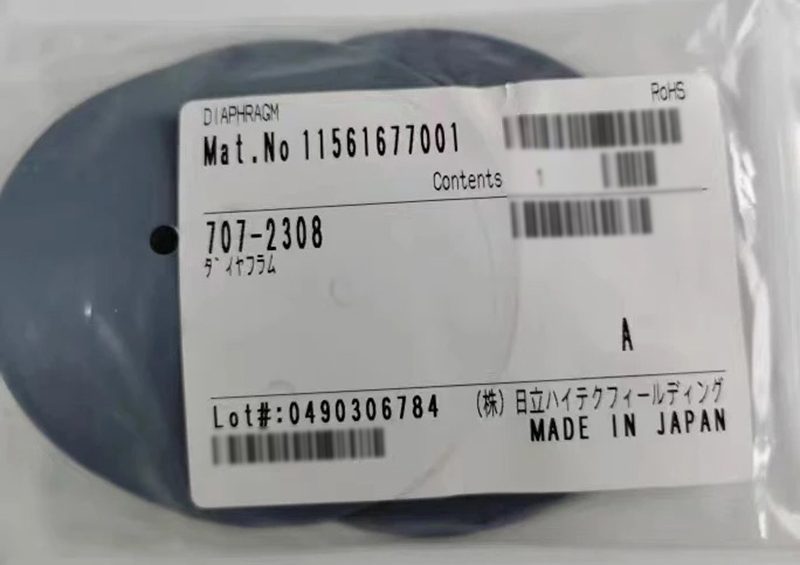 DIAPHRAGM
RoHS
Mat.No 11561677001
Contents 1
707-2308
ダイヤフラム
A
Lot#:0490306784
(株)日立ハイテクフィールディング
MADE IN JAPAN